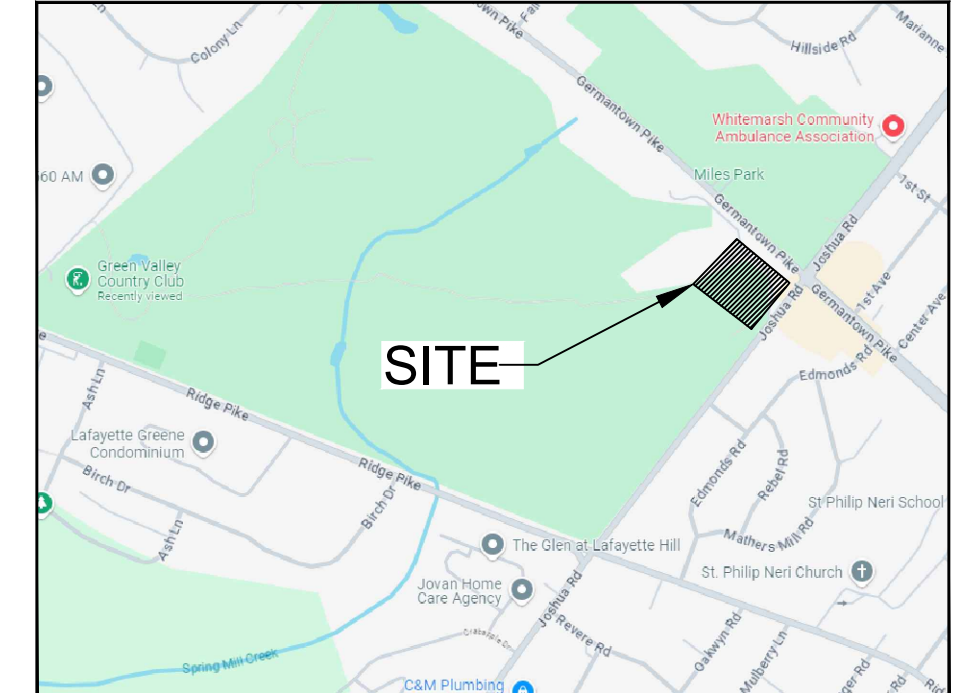 Colony Ln
wn Pike
Hillside Rd
Marianne
Germantown Pike
Whitemarsh Community
Ambulance Association
60 AM
Miles Park
1st St
Germantown Pike
Joshua Rd
Green Valley
Country Club
Recently viewed
Joshua Rd
Germantown Pike
1st Ave
Center Ave
SITE
Edmonds Rd
Ash Ln
Ridge Pike
Lafayette Greene
Condominium
Birch Dr
Ridge Pike
Birch Dr
Edmonds Rd
Rebel Rd
St Philip Neri School
Ash Ln
Mathers Mill Rd
The Glen at Lafayette Hill
St. Philip Neri Church
Jovan Home
Care Agency
Joshua Rd
Revere Rd
Oakwyn Rd
Mulberry Ln
Spring Mill Creek
C&M Plumbing